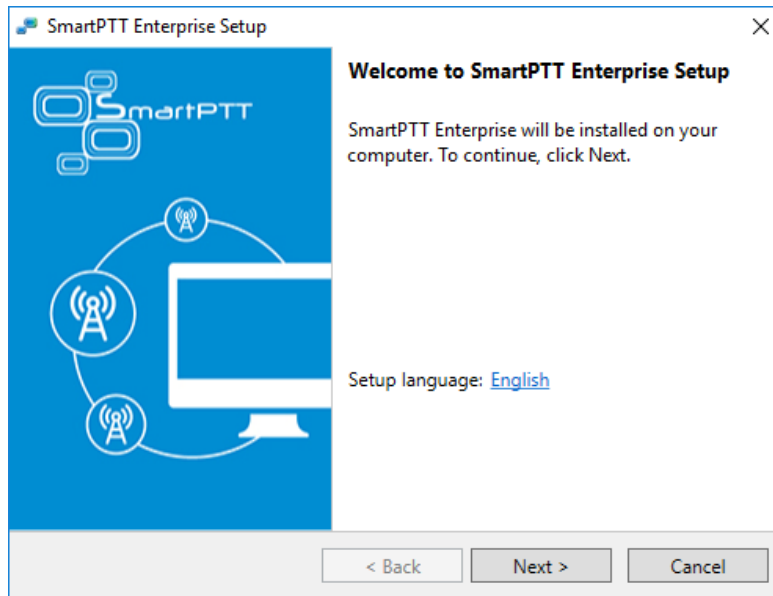 SmartPTT Enterprise Setup
SmartPTT
Welcome to SmartPTT Enterprise Setup
SmartPTT Enterprise will be installed on your
computer. To continue, click Next.
Setup language: English
< Back
Next >
Cancel